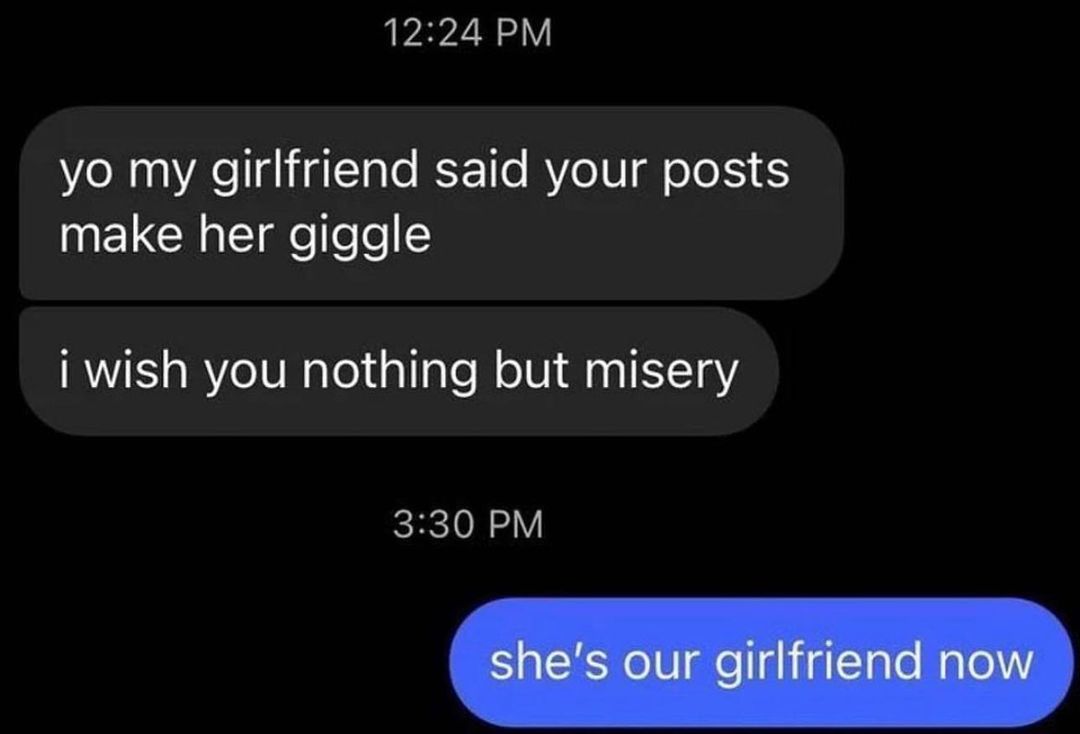 12:24 PM
yo my girlfriend said your posts
make her giggle
i wish you nothing but misery
3:30 PM
she's our girlfriend now